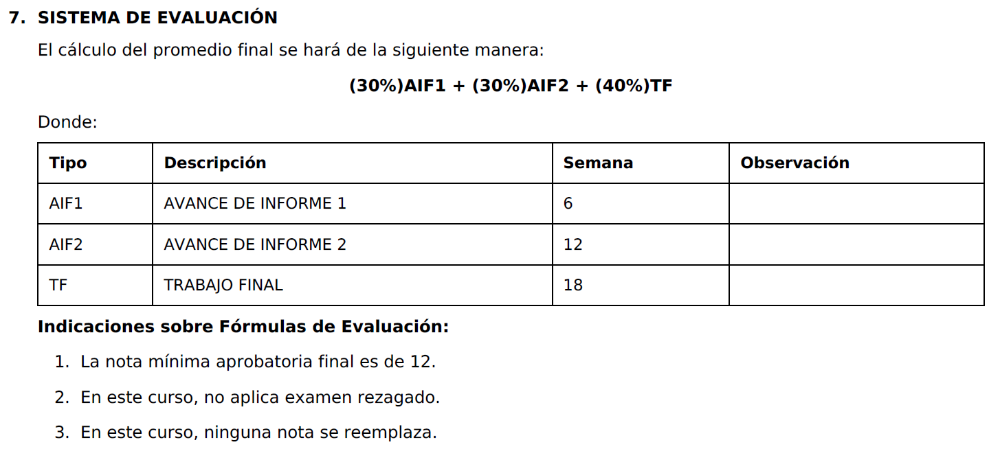 7. SISTEMA DE EVALUACIÓN
El cálculo del promedio final se hará de la siguiente manera:
(30%)AIF1 + (30%)AIF2 + (40%)TF
Donde:
Tipo Descripción Semana Observación
AIF1 AVANCE DE INFORME 1 6
AIF2 AVANCE DE INFORME 2 12
TF TRABAJO FINAL 18
Indicaciones sobre Fórmulas de Evaluación:
1. La nota mínima aprobatoria final es de 12.
2. En este curso, no aplica examen rezagado.
3. En este curso, ninguna nota se reemplaza.